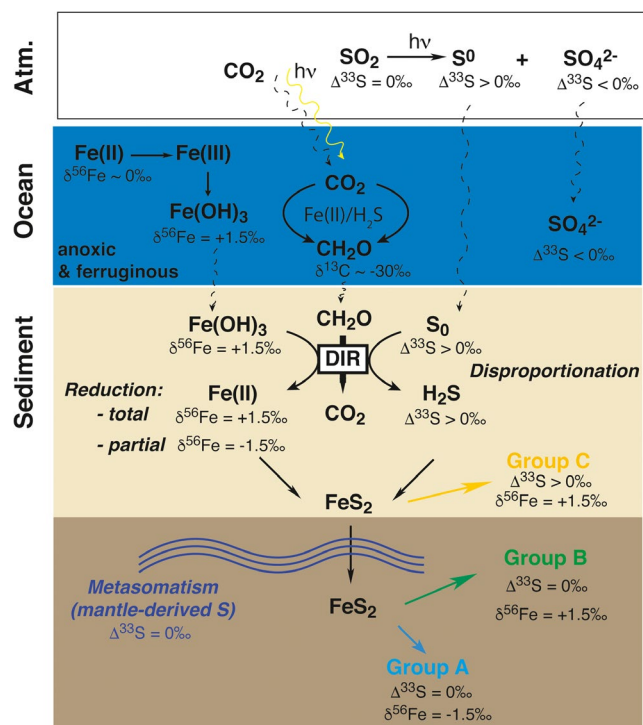 Atm.
CO₂
hν
SO₂
hν
S⁰
+
SO₄²⁻
Δ³³S = 0‰
Δ³³S > 0‰
Δ³³S < 0‰
Ocean
Fe(II)
Fe(III)
δ⁵⁶Fe ~ 0‰
Fe(OH)₃
δ⁵⁶Fe = +1.5‰
anoxic
& ferruginous
CO₂
Fe(II)/H₂S
CH₂O
δ¹³C ~ -30‰
SO₄²⁻
Δ³³S < 0‰
Sediment
Fe(OH)₃
δ⁵⁶Fe = +1.5‰
CH₂O
S₀
Δ³³S > 0‰
DIR
Disproportionation
Reduction:
- total
- partial
Fe(II)
δ⁵⁶Fe = +1.5‰
δ⁵⁶Fe = -1.5‰
CO₂
H₂S
Δ³³S > 0‰
FeS₂
Group C
Δ³³S > 0‰
δ⁵⁶Fe = +1.5‰
Metasomatism
(mantle-derived S)
Δ³³S = 0‰
FeS₂
Group B
Δ³³S = 0‰
δ⁵⁶Fe = +1.5‰
Group A
Δ³³S = 0‰
δ⁵⁶Fe = -1.5‰